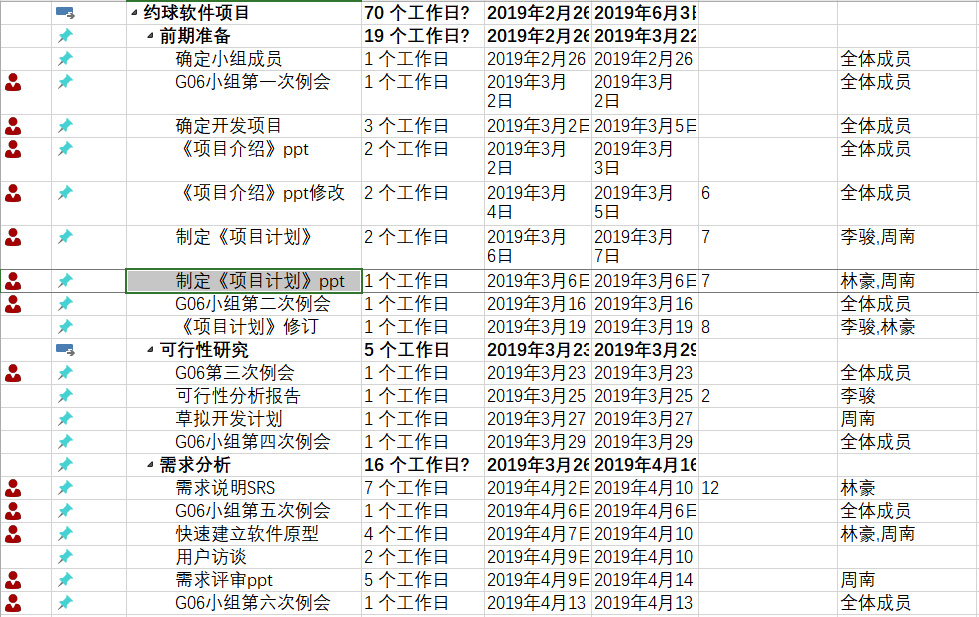 约球软件项目 70 个工作日? 2019年2月26 2019年6月3日
前期准备 19 个工作日? 2019年2月26 2019年3月22
确定小组成员 1 个工作日 2019年2月26 2019年2月26 全体成员
G06小组第一次例会 1 个工作日 2019年3月 2019年3月 全体成员
2日 2日
确定开发项目 3 个工作日 2019年3月2日 2019年3月5日 全体成员
《项目介绍》ppt 2 个工作日 2019年3月 2019年3月 全体成员
2日 3日
《项目介绍》ppt修改 2 个工作日 2019年3月 2019年3月 6 全体成员
4日 5日
制定《项目计划》 2 个工作日 2019年3月 2019年3月 7 李骏,周南
6日 7日
制定《项目计划》ppt 1 个工作日 2019年3月6日 2019年3月6日 7 林豪,周南
G06小组第二次例会 1 个工作日 2019年3月16 2019年3月16 全体成员
《项目计划》修订 1 个工作日 2019年3月19 2019年3月19 8 李骏,林豪
可行性研究 5 个工作日 2019年3月23 2019年3月29
G06第三次例会 1 个工作日 2019年3月23 2019年3月23 全体成员
可行性分析报告 1 个工作日 2019年3月25 2019年3月25 2 李骏
草拟开发计划 1 个工作日 2019年3月27 2019年3月27 周南
G06小组第四次例会 1 个工作日 2019年3月29 2019年3月29 全体成员
需求分析 16 个工作日? 2019年3月26 2019年4月16
需求说明SRS 7 个工作日 2019年4月2日 2019年4月10 12 林豪
G06小组第五次例会 1 个工作日 2019年4月6日 2019年4月6日 全体成员
快速建立软件原型 4 个工作日 2019年4月7日 2019年4月10 林豪,周南
用户访谈 2 个工作日 2019年4月9日 2019年4月10
需求评审ppt 5 个工作日 2019年4月9日 2019年4月14 周南
G06小组第六次例会 1 个工作日 2019年4月13 2019年4月13 全体成员